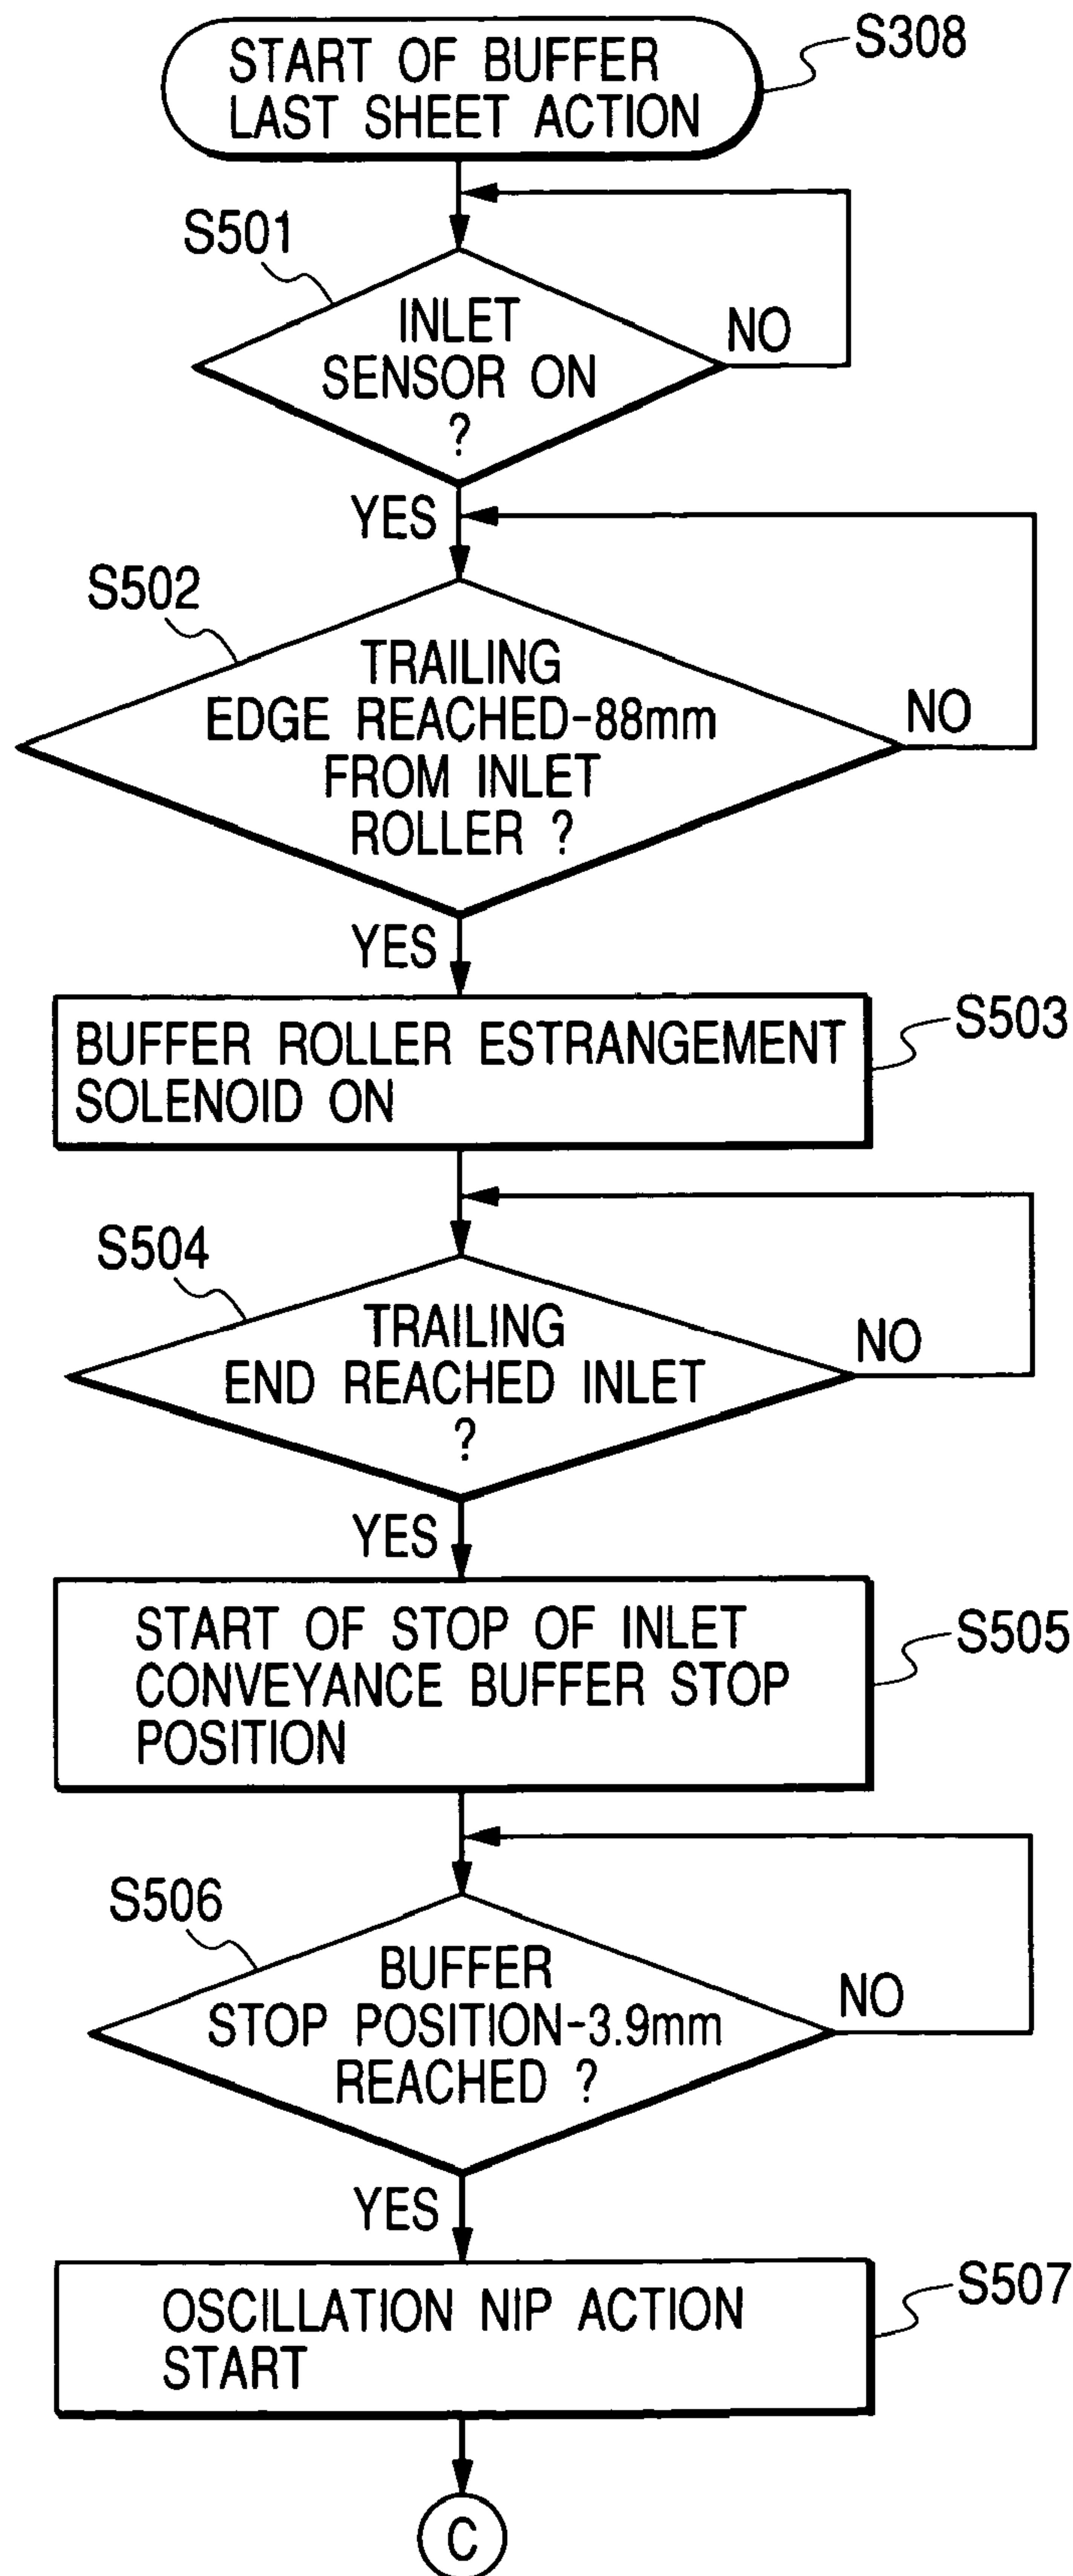 START OF BUFFER
LAST SHEET ACTION
S308
S501
INLET
SENSOR ON
?
NO
YES
S502
TRAILING
EDGE REACHED-88mm
FROM INLET
ROLLER ?
NO
YES
BUFFER ROLLER ESTRANGEMENT
SOLENOID ON
S503
S504
TRAILING
END REACHED INLET
?
NO
YES
START OF STOP OF INLET
CONVEYANCE BUFFER STOP
POSITION
S505
S506
BUFFER
STOP POSITION-3.9mm
REACHED ?
NO
YES
OSCILLATION NIP ACTION
START
S507
C